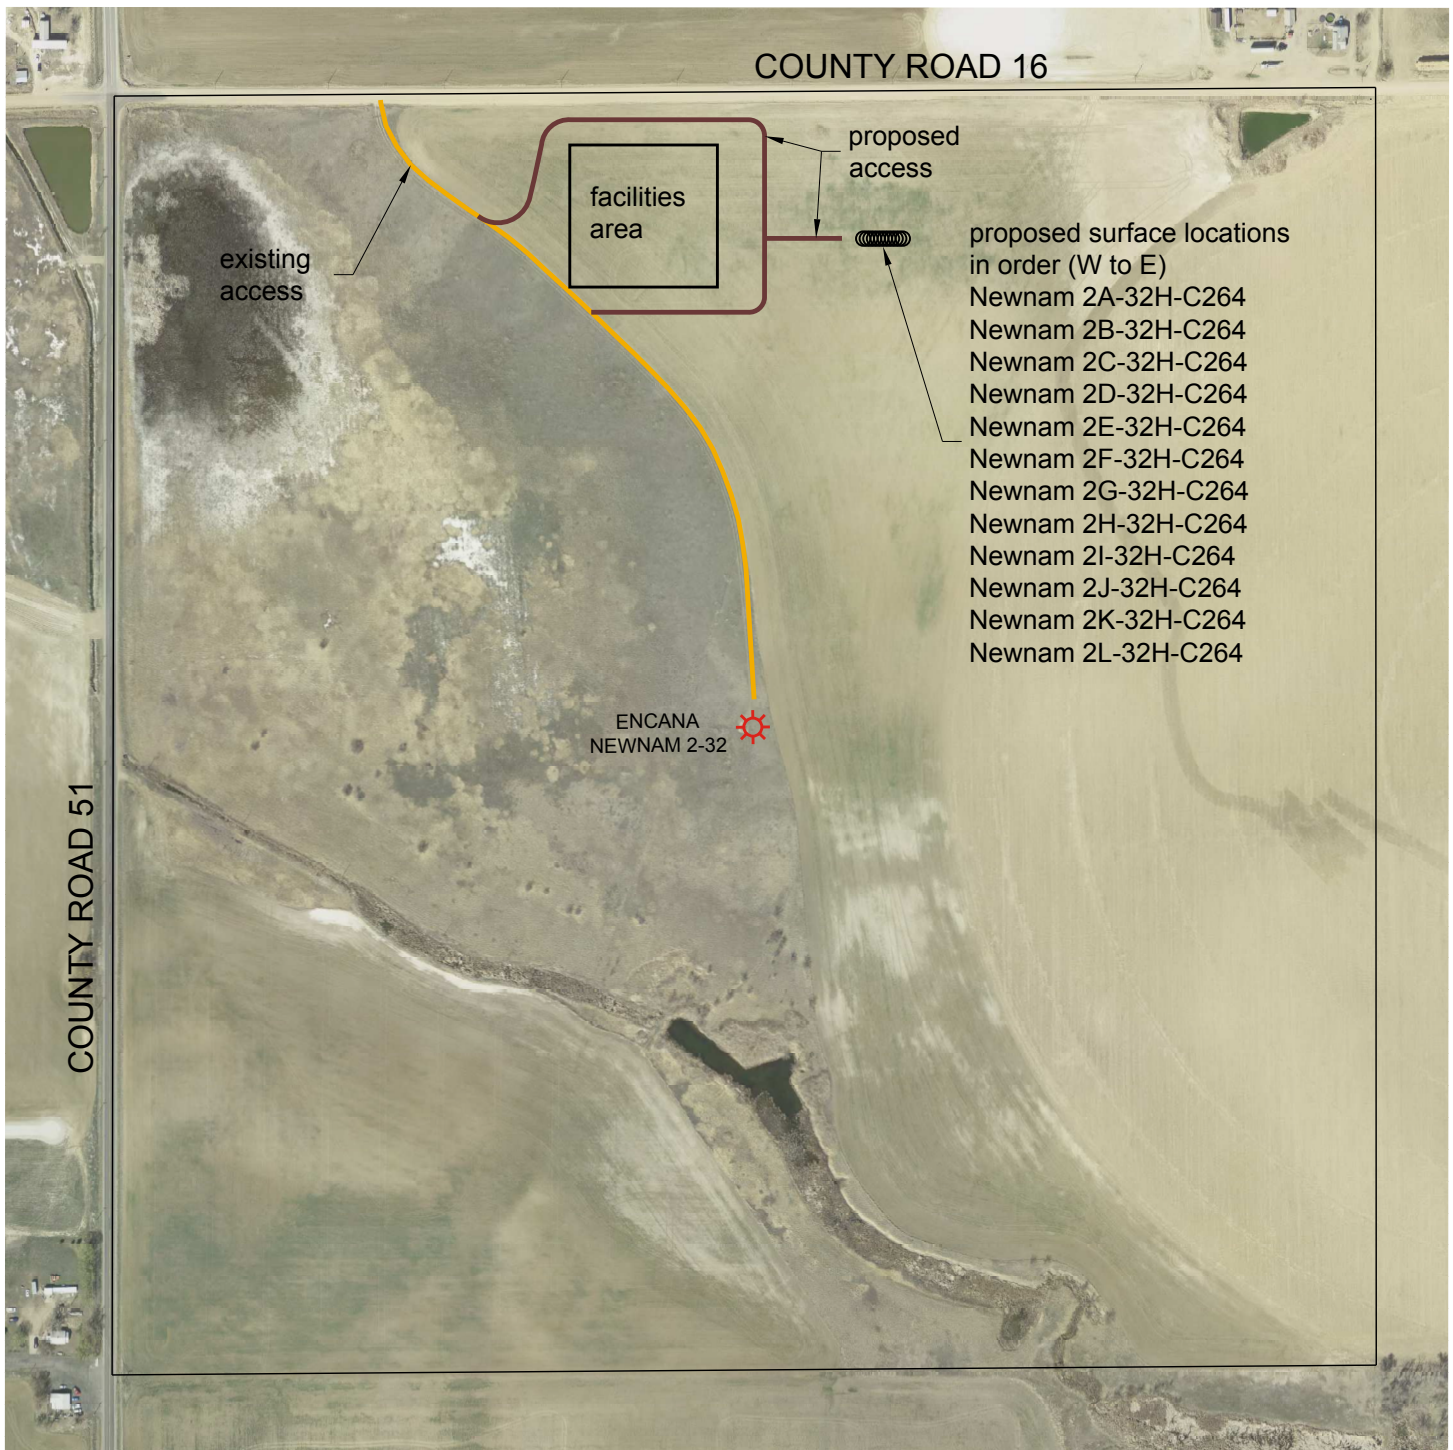 COUNTY ROAD 16
proposed
access
facilities
area
existing
access
proposed surface locations
in order (W to E)
Newnam 2A-32H-C264
Newnam 2B-32H-C264
Newnam 2C-32H-C264
Newnam 2D-32H-C264
Newnam 2E-32H-C264
Newnam 2F-32H-C264
Newnam 2G-32H-C264
Newnam 2H-32H-C264
Newnam 2I-32H-C264
Newnam 2J-32H-C264
Newnam 2K-32H-C264
Newnam 2L-32H-C264
ENCANA
NEWNAM 2-32
COUNTY ROAD 51